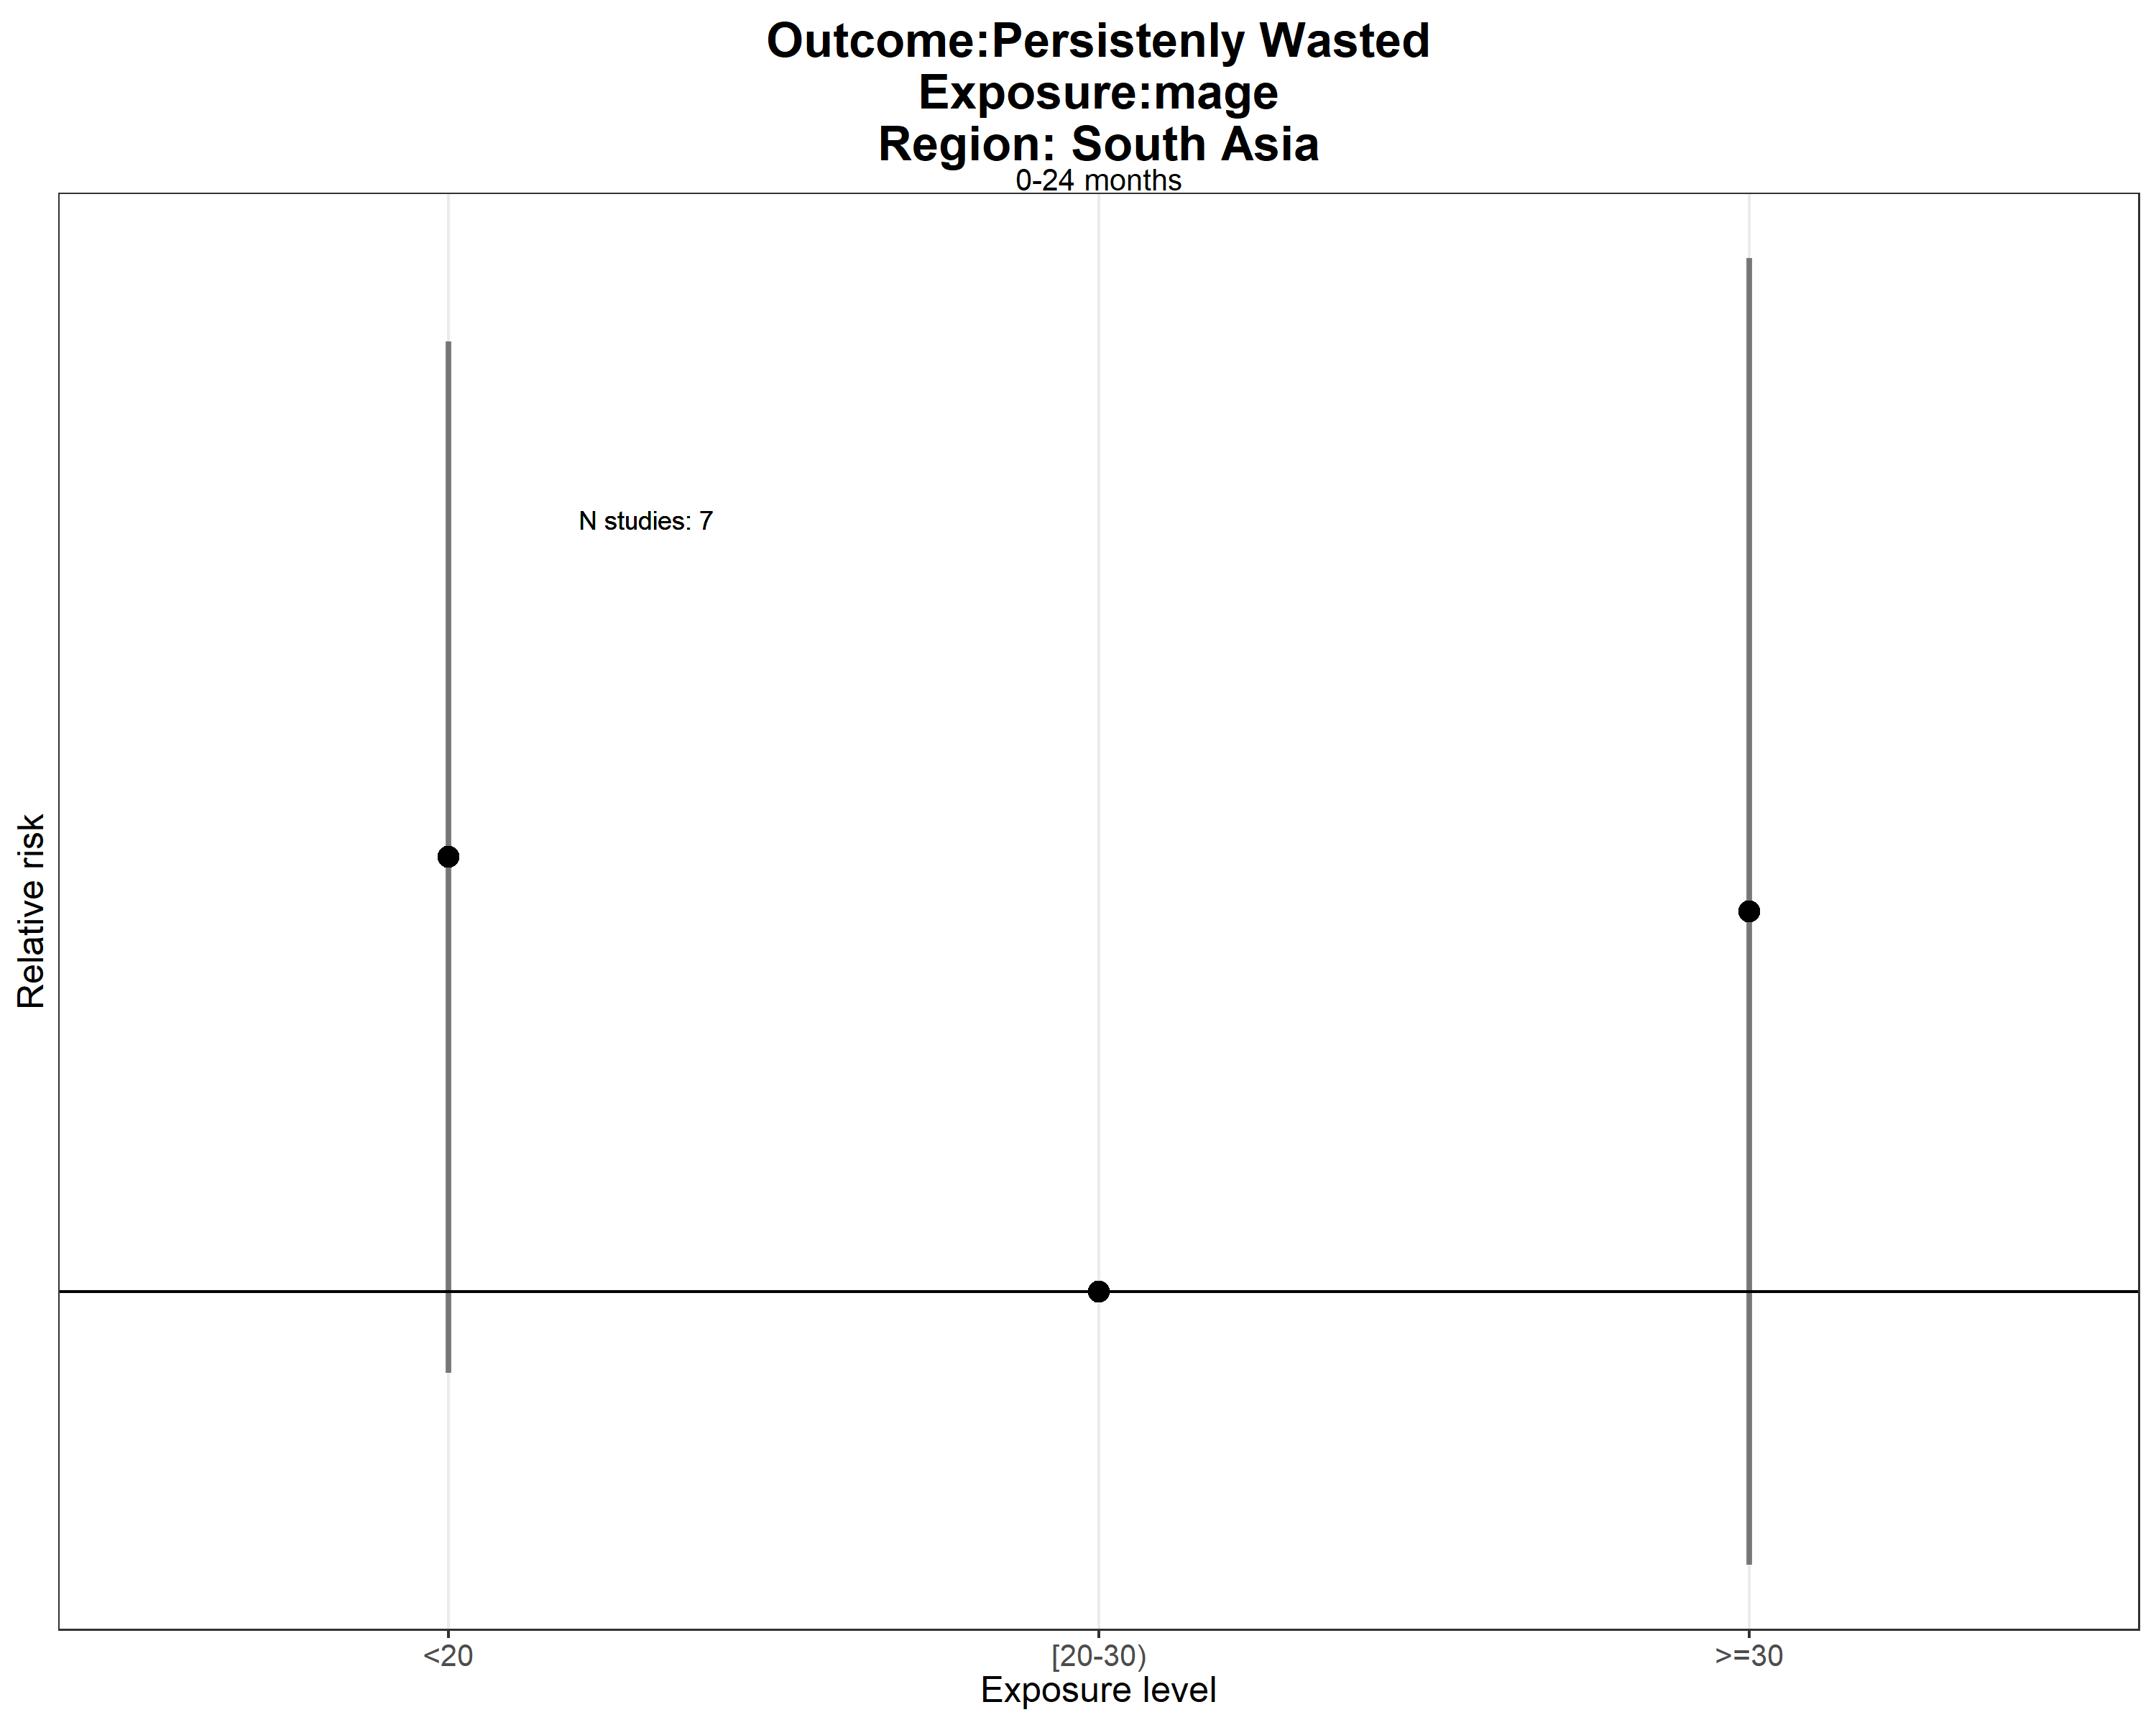 Outcome:Persistenly Wasted
Exposure:mage
Region: South Asia
0-24 months
N studies: 7
Relative risk
<20
[20-30)
>=30
Exposure level